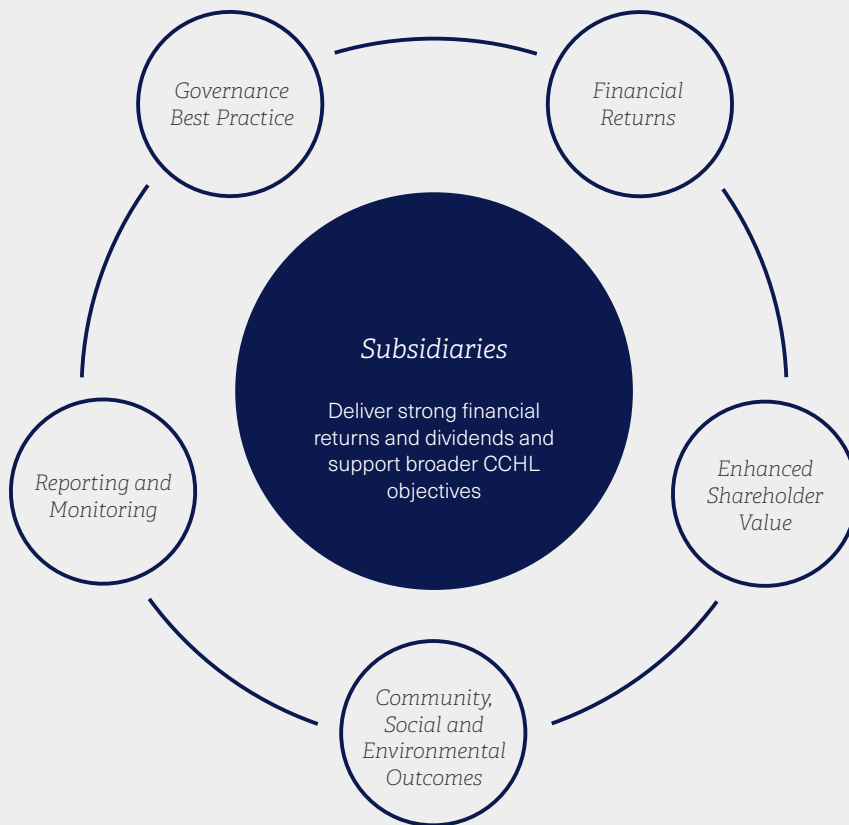 Governance
Best Practice
Financial
Returns
Subsidiaries
Deliver strong financial
returns and dividends and
support broader CCHL
objectives
Reporting and
Monitoring
Enhanced
Shareholder
Value
Community,
Social and
Environmental
Outcomes